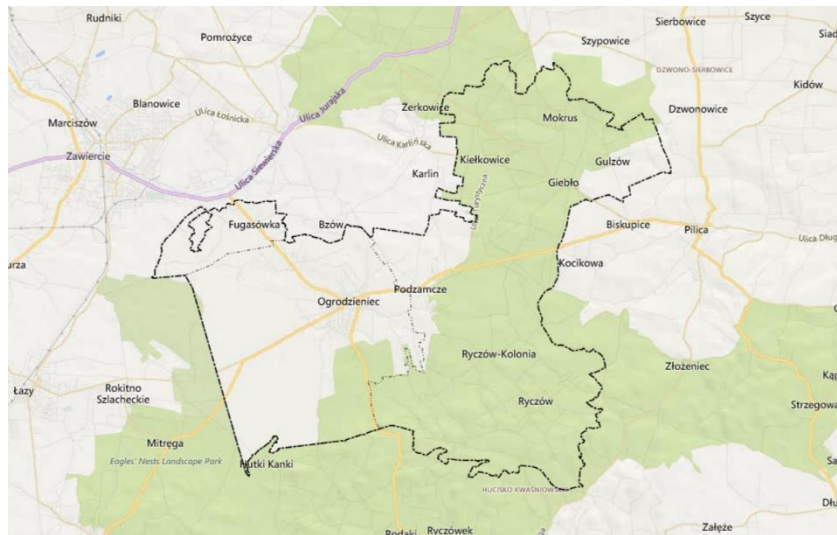 Rudniki
Sierbowice
Szyce
Pomrożyce
Szypowice
DZWONO-SIERBOWICE
Kidów
Blanowice
Ulica Jurajska
Żerkowice
Dzwonowice
Marciszów
Ulica Łośnicka
Mokrus
Zawiercie
Ulica Karlińska
Kiełkowice
Gulzów
Ulica Siewierska
Karlin
Giebło
Fugasówka
Bzów
Biskupice
Pilica
Kocikowa
Podzamcze
Ogrodzieniec
Ryczów-Kolonia
Złożeniec
Łazy
Rokitno
Szlacheckie
Ryczów
Strzegowa
Mitręga
Eagles' Nests Landscape Park
Hutki Kanki
Ryczówek
Załęże